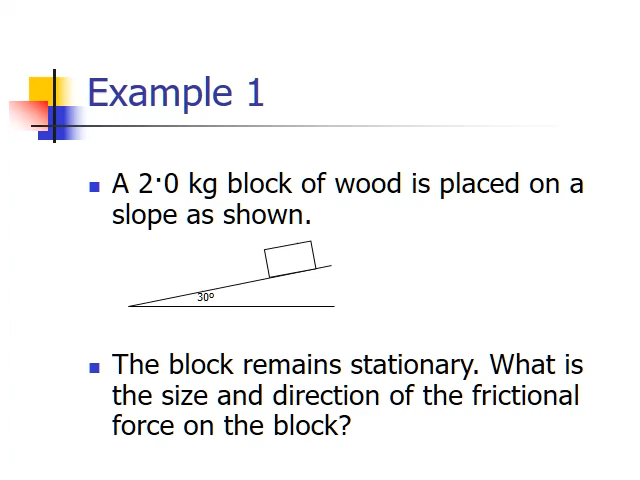 Example 1
A 2·0 kg block of wood is placed on a
slope as shown.
30º
The block remains stationary. What is
the size and direction of the frictional
force on the block?